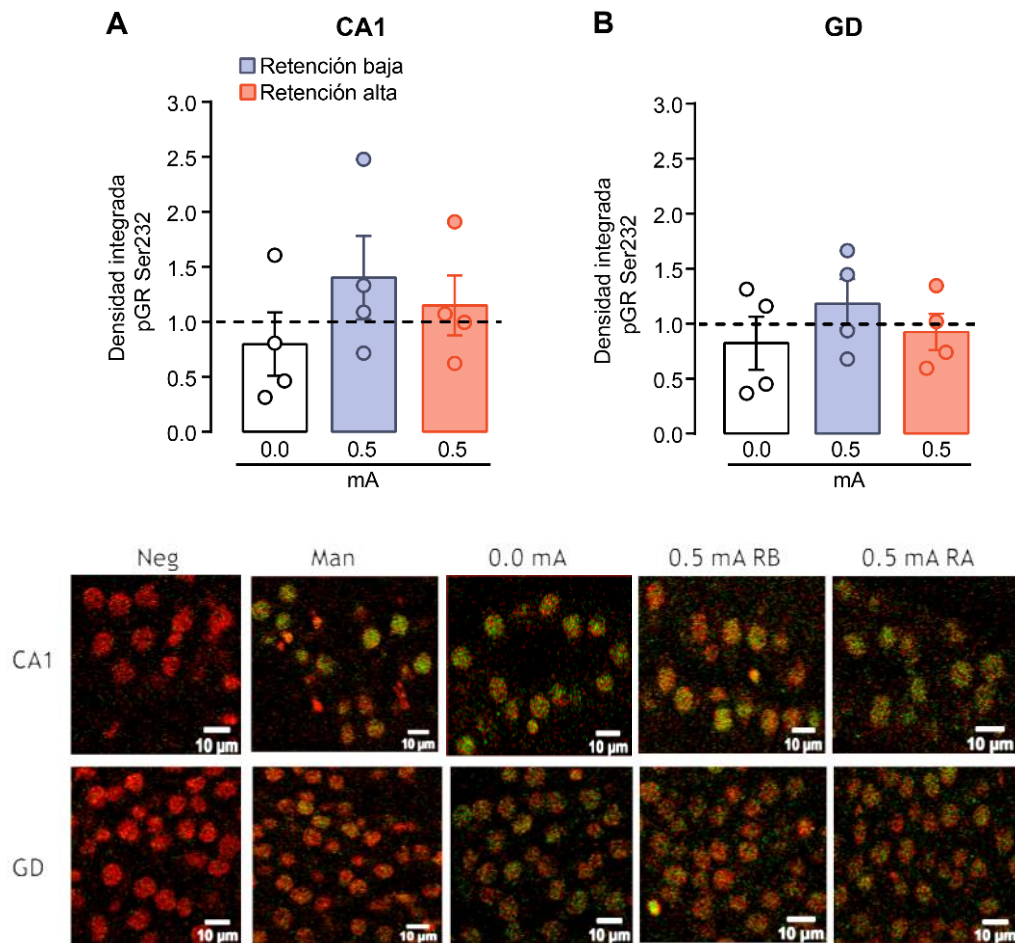 A
CA1
B
GD
Retención baja
Retención alta
Densidad integrada
pGR Ser232
3.0
2.5
2.0
1.5
1.0
0.5
0.0
0.0
0.5
0.5
mA
Densidad integrada
pGR Ser232
3.0
2.5
2.0
1.5
1.0
0.5
0.0
0.0
0.5
0.5
mA
Neg
Man
0.0 mA
0.5 mA RB
0.5 mA RA
CA1
10 µm
10 µm
10 µm
10 µm
10 µm
GD
10 µm
10 µm
10 µm
10 µm
10 µm